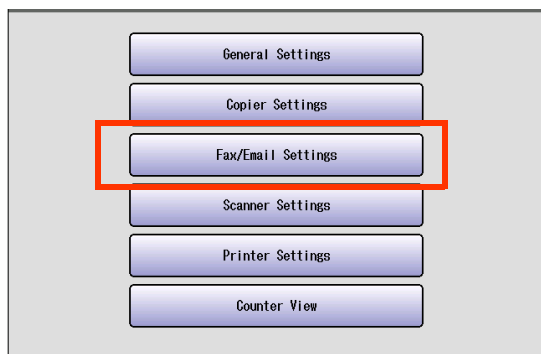 General Settings
Copier Settings
Fax/Email Settings
Scanner Settings
Printer Settings
Counter View